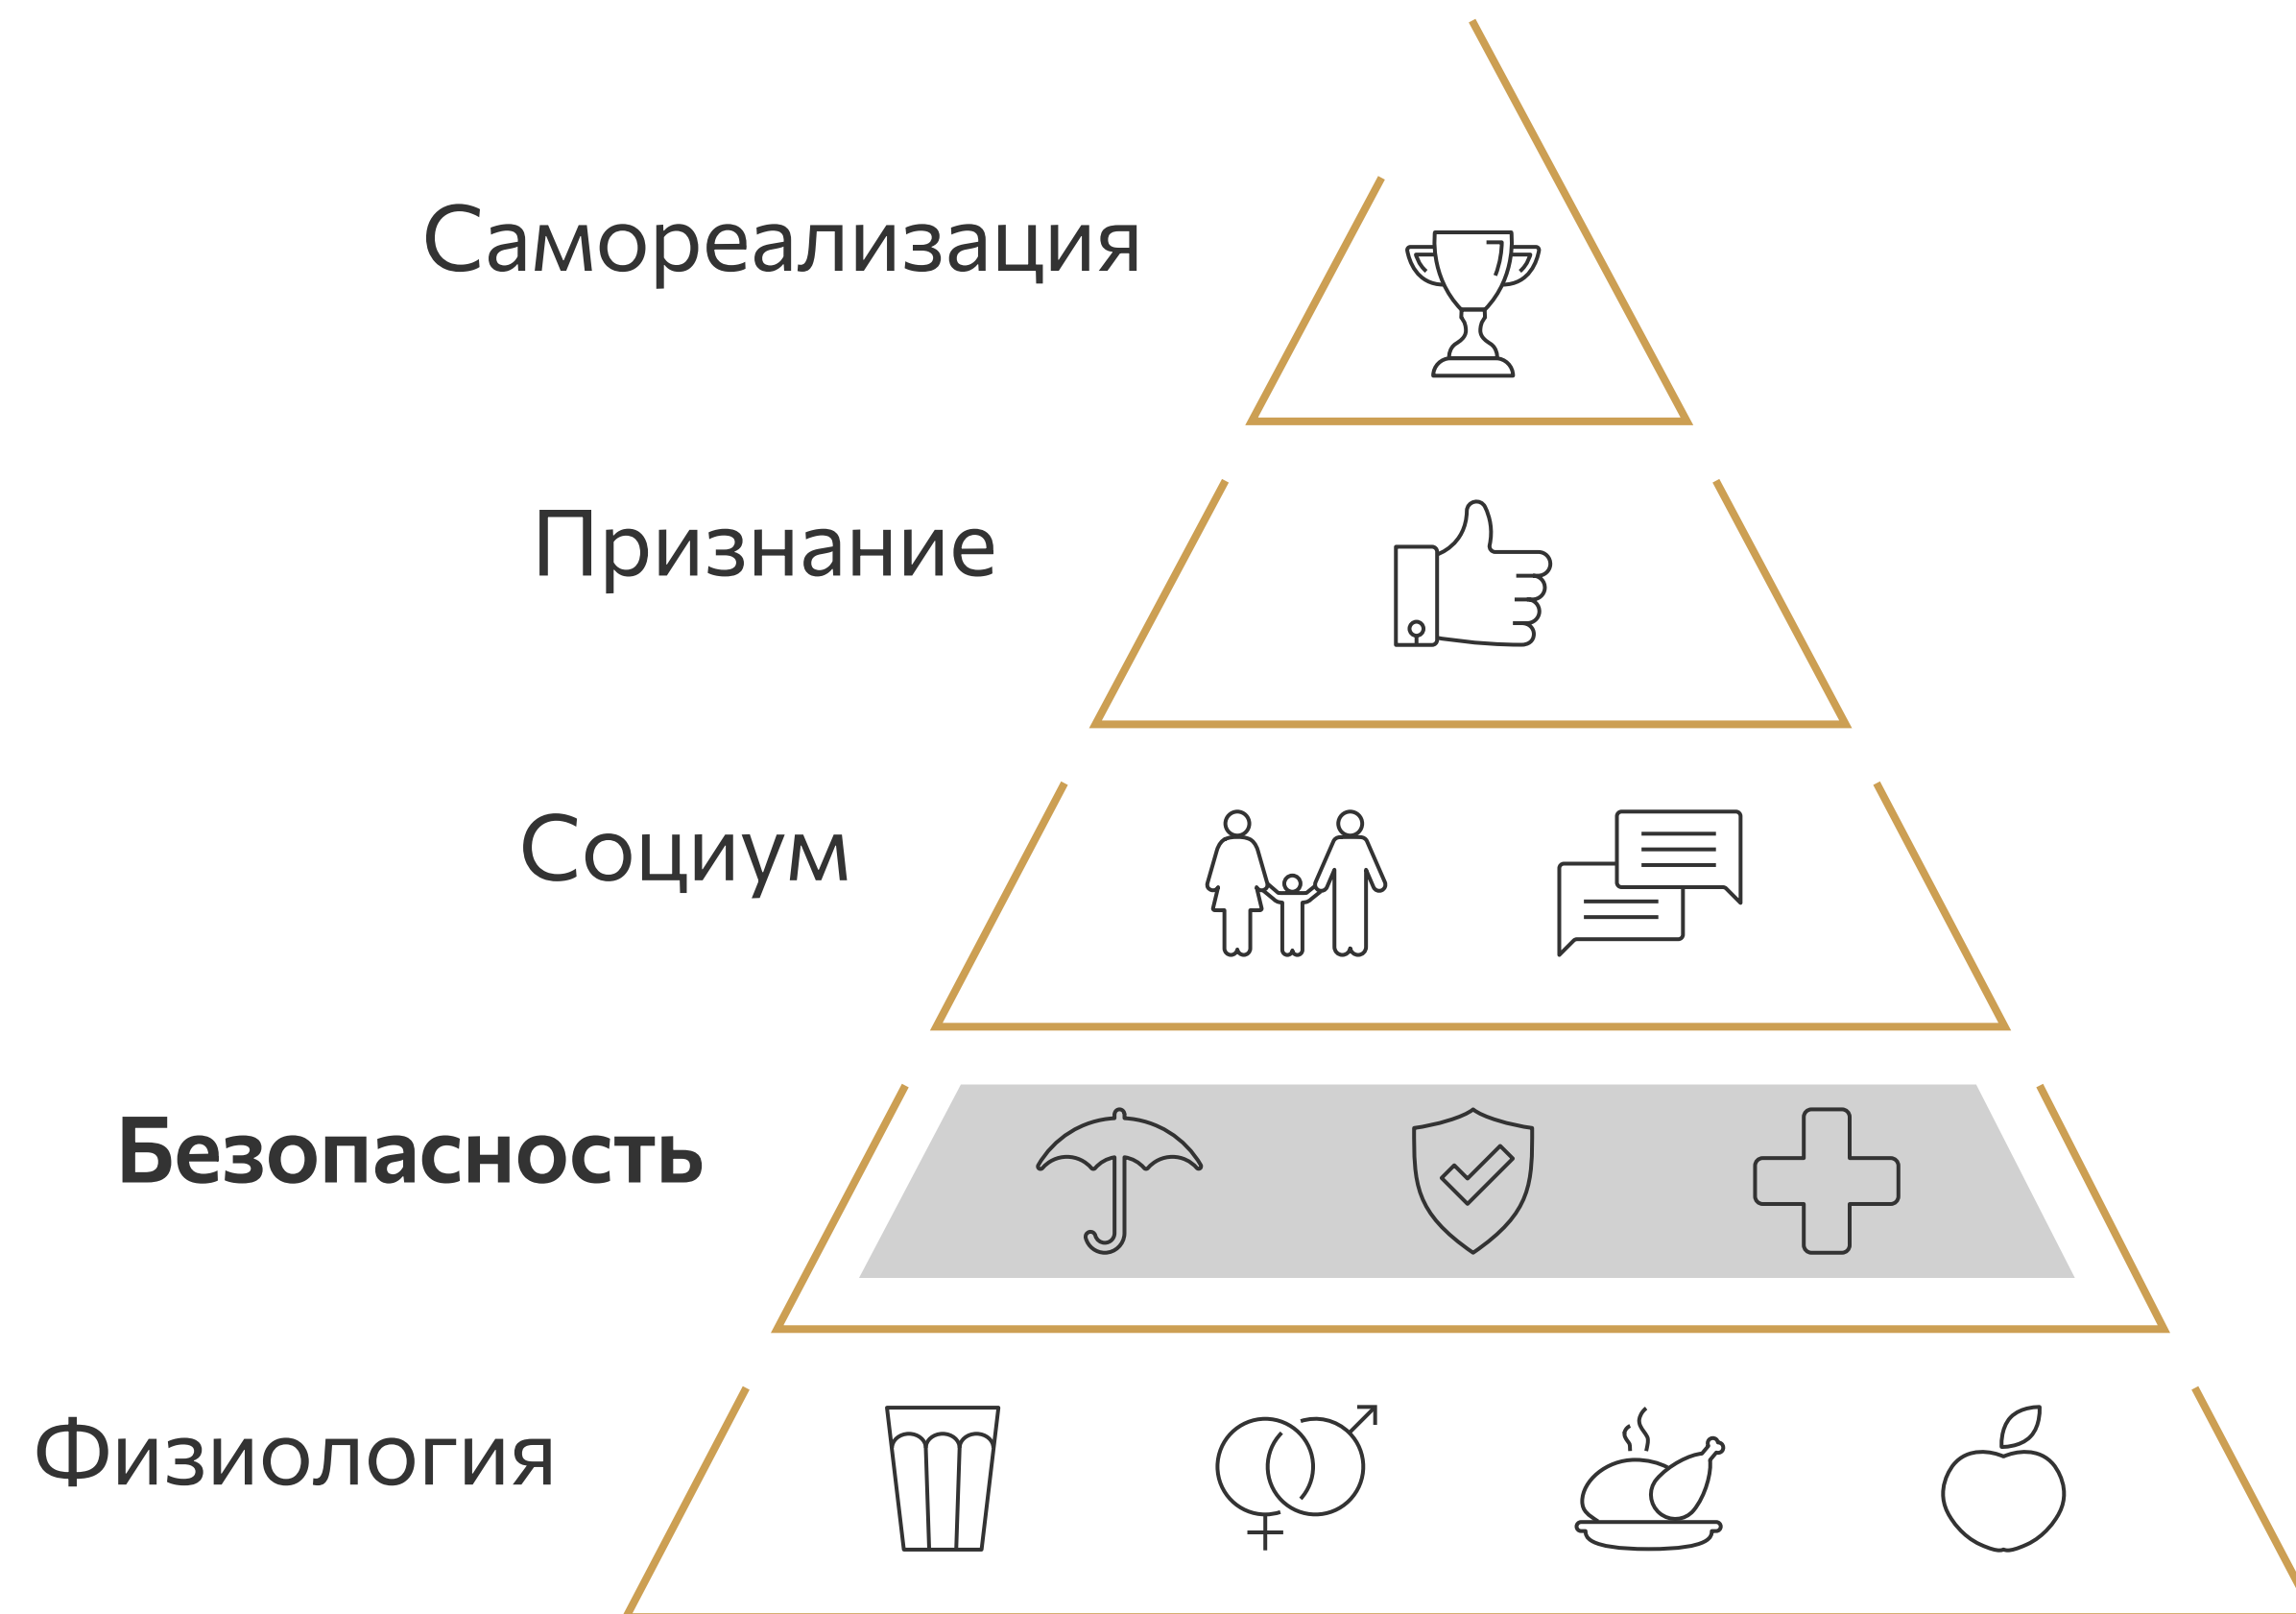 Самореализация
Признание
Социум
Безопасность
Физиология